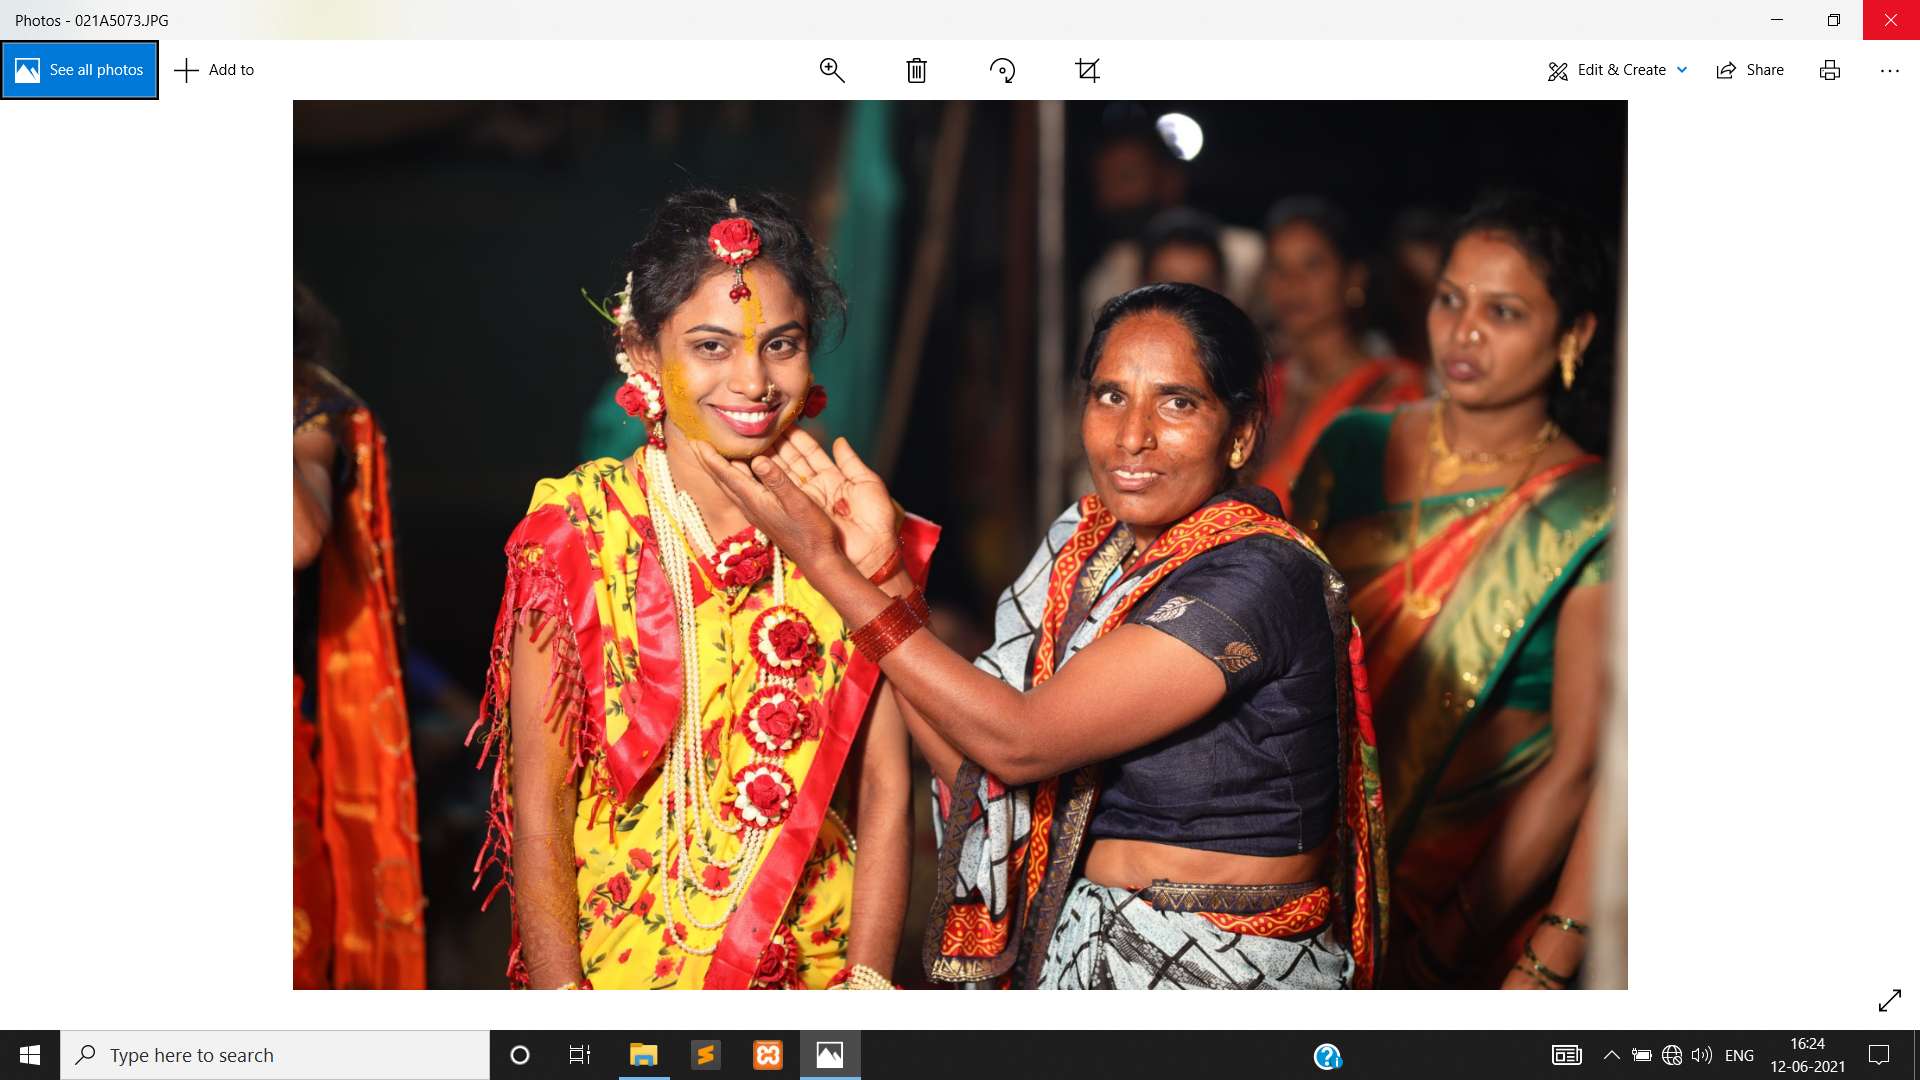 Photos - 021A5073.JPG
See all photos
Add to
Edit & Create
Share
Type here to search
ENG
16:24
12-06-2021